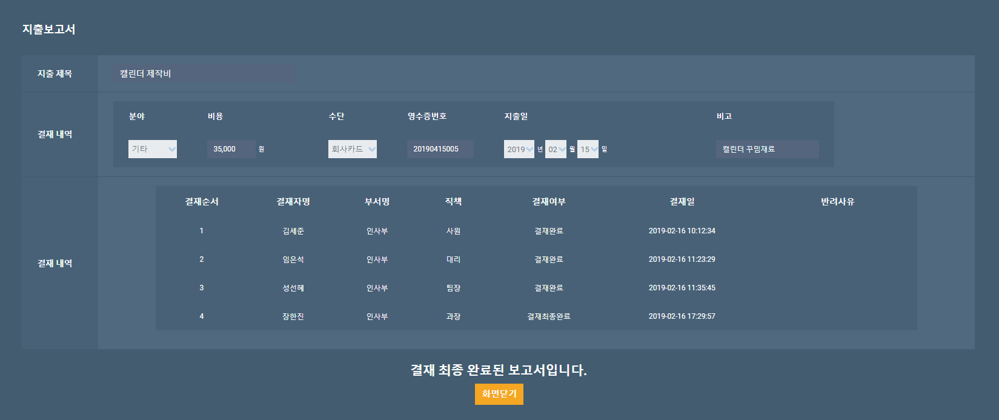 지출보고서
지출 제목 캘린더 제작비
분야 비용 수단 영수증번호 지출일 비고
결재 내역
기타 35,000 원 회사카드 20190415005 2019 년 02 월 15 일 캘린더 꾸밈재료
결재순서 결재자명 부서명 직책 결재여부 결재일 반려사유
1 김세준 인사부 사원 결재완료 2019-02-16 10:12:34
2 임은석 인사부 대리 결재완료 2019-02-16 11:23:29
결재 내역
3 성선혜 인사부 팀장 결재완료 2019-02-16 11:35:45
4 장한진 인사부 과장 결재최종완료 2019-02-16 17:29:57
결재 최종 완료된 보고서입니다.
화면닫기